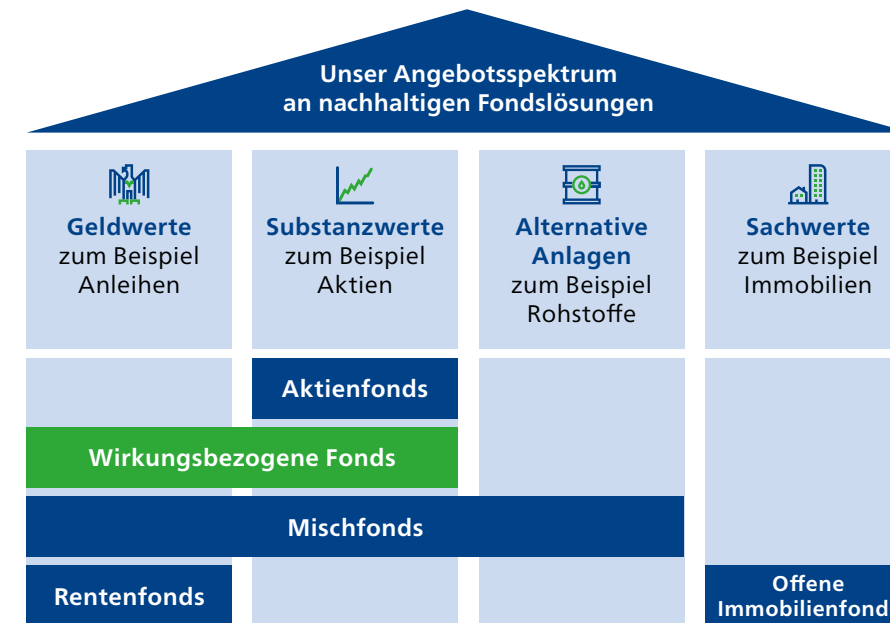 Unser Angebotsspektrum
an nachhaltigen Fondslösungen
Geldwerte
zum Beispiel
Anleihen
Substanzwerte
zum Beispiel
Aktien
Alternative
Anlagen
zum Beispiel
Rohstoffe
Sachwerte
zum Beispiel
Immobilien
Aktienfonds
Wirkungsbezogene Fonds
Mischfonds
Rentenfonds
Offene
Immobilienfond